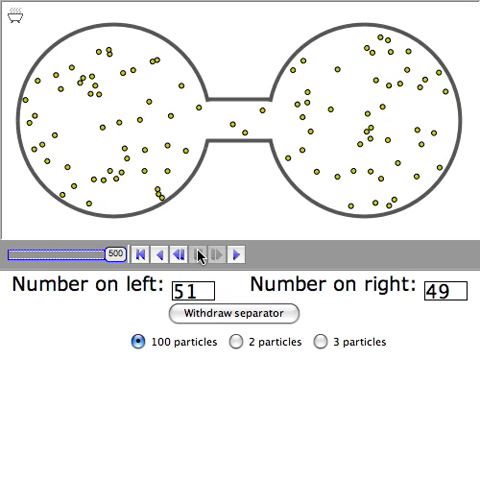 500
Number on left: 51 Number on right: 49
Withdraw separator
100 particles 2 particles 3 particles